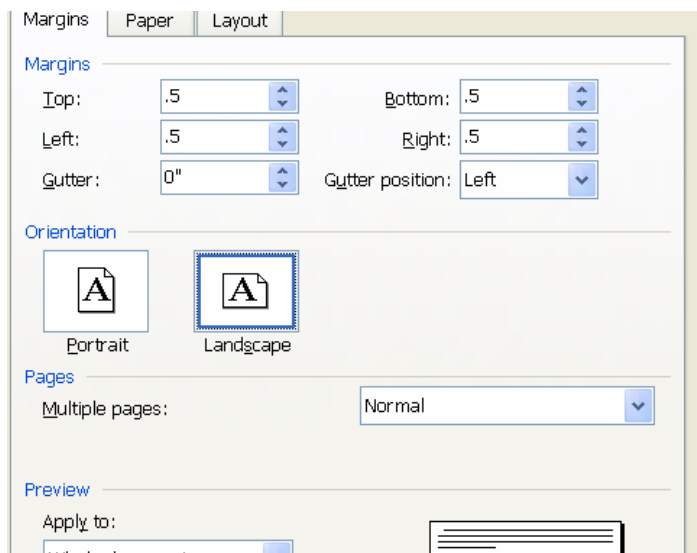 Margins Paper Layout
Margins
Top: .5 Bottom: .5
Left: .5 Right: .5
Gutter: 0" Gutter position: Left
Orientation
A A
Portrait Landscape
Pages
Multiple pages: Normal
Preview
Apply to: